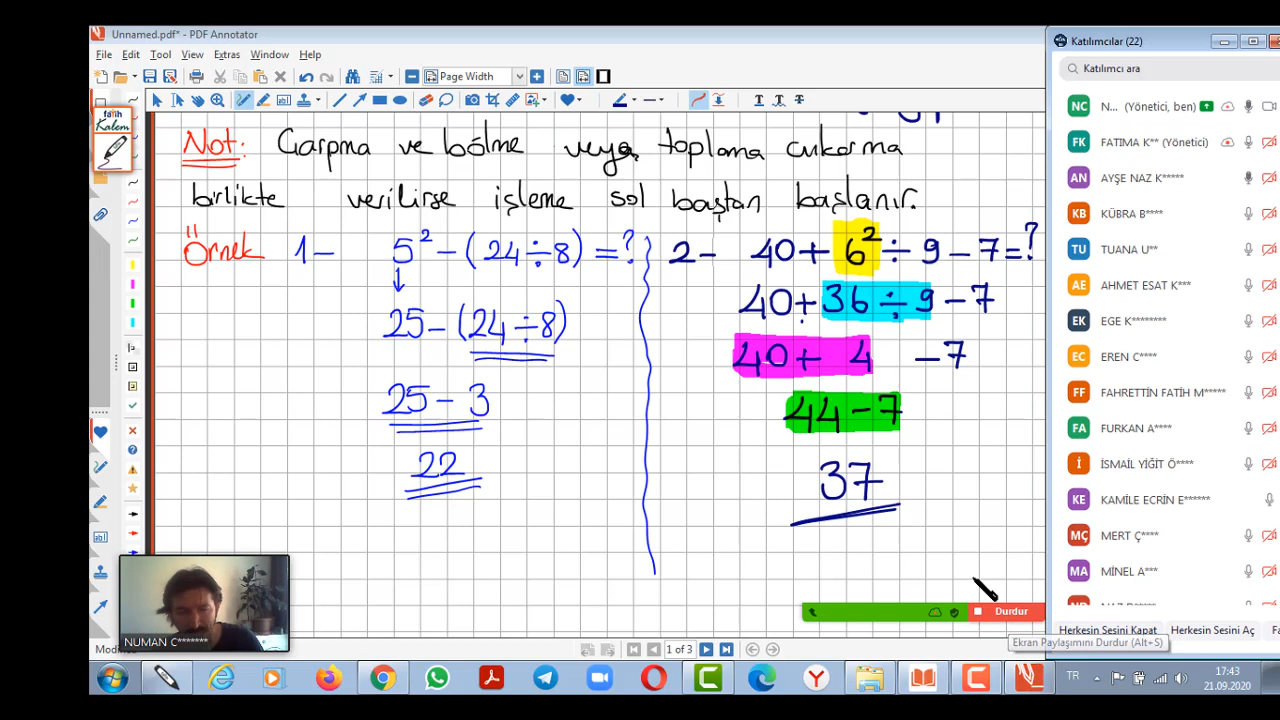 Unnamed.pdf* - PDF Annotator
File Edit Tool View Extras Window Help
Page Width
fatih
Kalem
Not: Çarpma ve bölme veya toplama çıkarma
birlikte verilirse işleme sol baştan başlanır.
Örnek 1- 5² - (24÷8) = ?
25 - (24÷8)
25 - 3
22
2- 40 + 6² ÷ 9 - 7 = ?
40 + 36 ÷ 9 - 7
40 + 4 - 7
44 - 7
37
NUMAN C*******
Durdur
Ekran Paylaşımını Durdur (Alt+S)
1 of 3
Katılımcılar (22)
Katılımcı ara
NC N... (Yönetici, ben)
FK FATIMA K** (Yönetici)
AN AYŞE NAZ K*****
KB KÜBRA B****
TU TUANA U**
AE AHMET ESAT K***
EK EGE K********
EC EREN C****
FF FAHRETTİN FATİH M****
FA FURKAN A****
İ İSMAİL YİĞİT Ö****
KE KAMİLE ECRİN E******
MÇ MERT Ç****
MA MİNEL A***
Herkesin Sesini Kapat Herkesin Sesini Aç
TR
17:43
21.09.2020